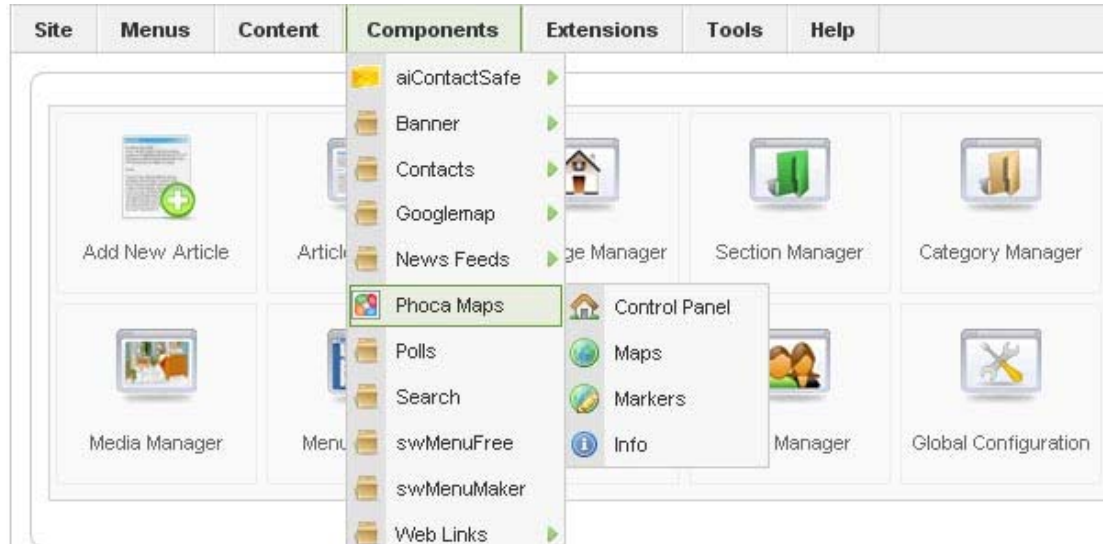 Site Menus Content Components Extensions Tools Help
aiContactSafe
Banner
Contacts
Googlemap
News Feeds
Phoca Maps
Polls
Search
swMenuFree
swMenuMaker
Web Links
Control Panel
Maps
Markers
Info
Add New Article
Section Manager
Category Manager
Manager
Media Manager
Manager
Global Configuration